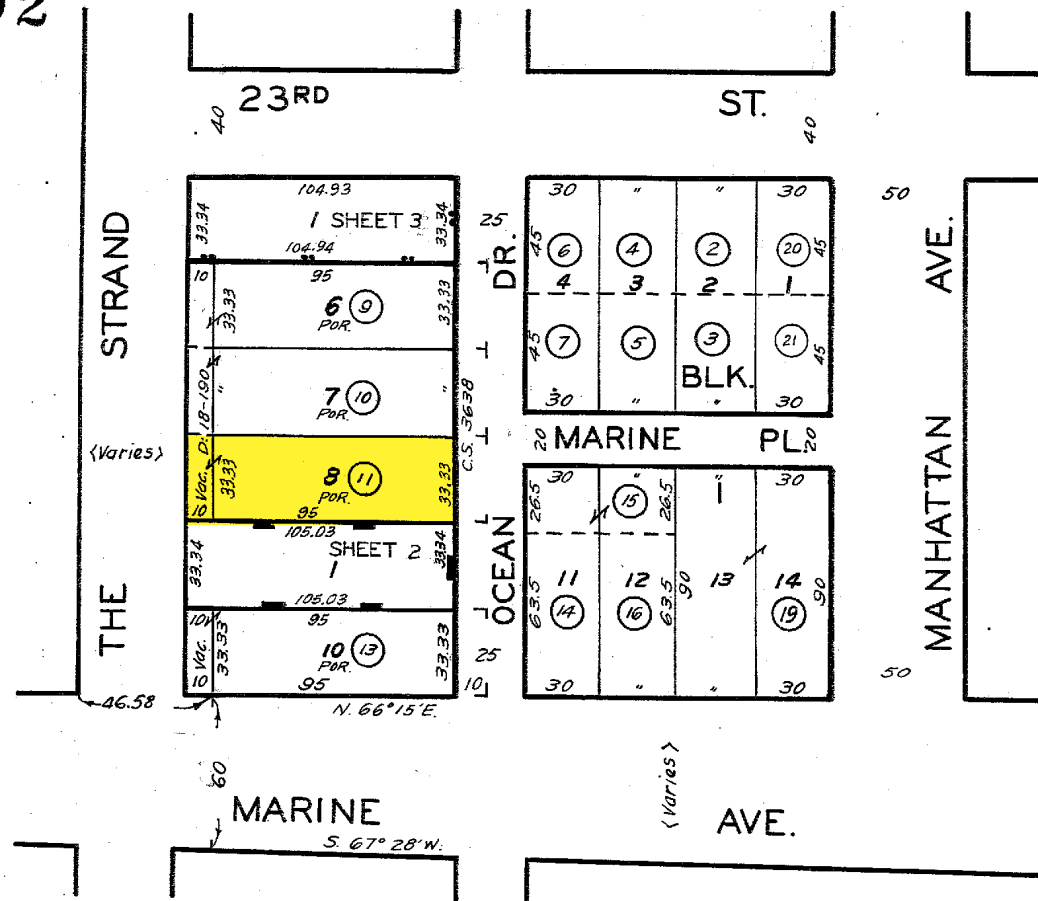 23RD ST.
40 40
104.93
33.34 1 SHEET 3 33.34
104.94
25
10 95
33.33 6 9 33.33
POR.
" 7 10 "
POR.
D: 18-190
10 Vac. 33.33 8 11 33.33
POR.
95
105.03
33.34 SHEET 2 33.34
1
105.03
10 95
10 Vac. 33.33 10 13 33.33
POR.
95
25
10
N. 66° 15'E.
C.S. 3638
THE STRAND
<Varies>
46.58
60
OCEAN DR.
30 " " 30
45 6 4 2 20 45
4 3 2 1
45 7 5 3 21 45
BLK.
30 " " 30
20 MARINE PL. 20
30 " " 30
26.5 15 26.5 1
11 12 13 14
63.5 14 16 63.5 90 19 90
30 " " 30
50
MANHATTAN AVE.
50
<Varies>
MARINE AVE.
S. 67° 28'W.